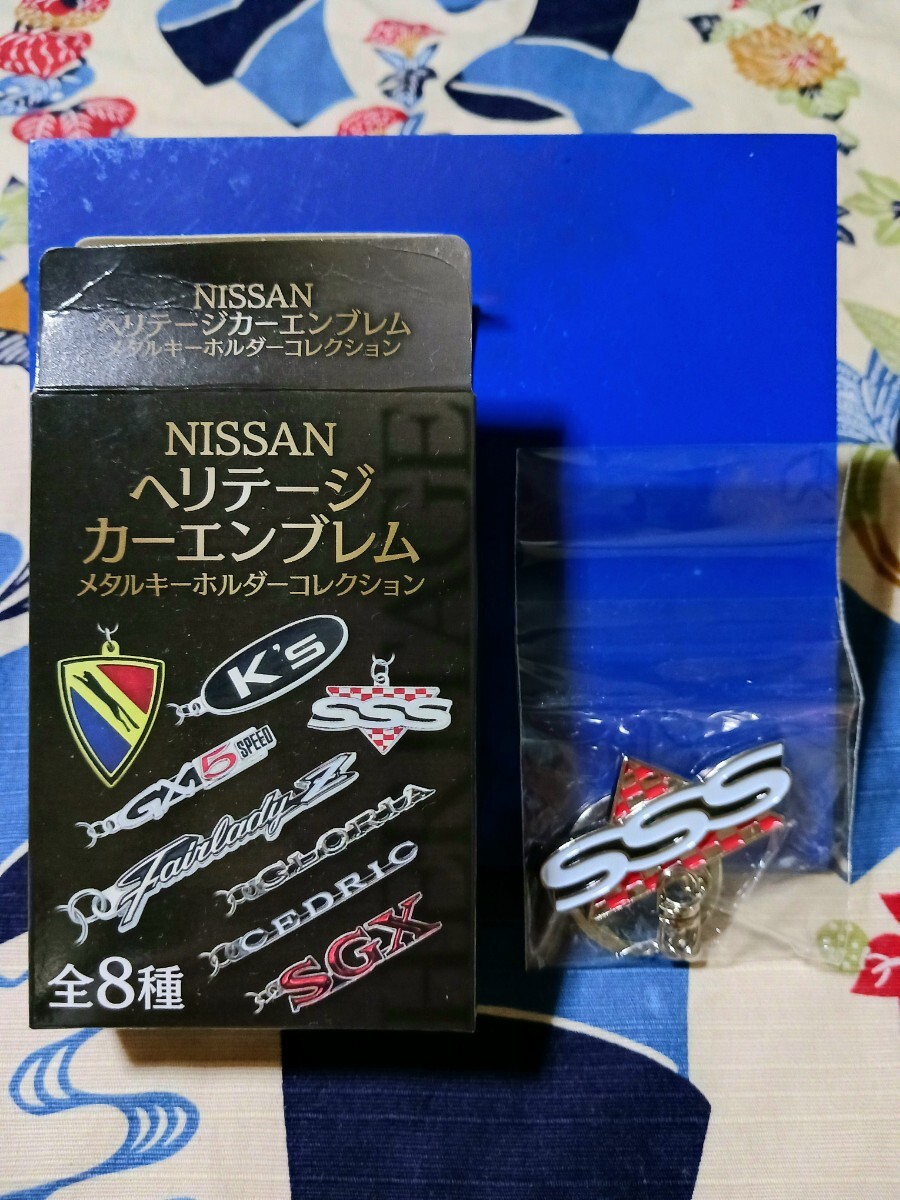 NISSAN
ヘリテージカーエンブレム
メタルキーホルダーコレクション
NISSAN
ヘリテージ
カーエンブレム
メタルキーホルダーコレクション
K's
SSS
GX5 SPEED
Fairlady Z
GLORIA
CEDRIC
SGX
全8種
HERITAGE
SSS